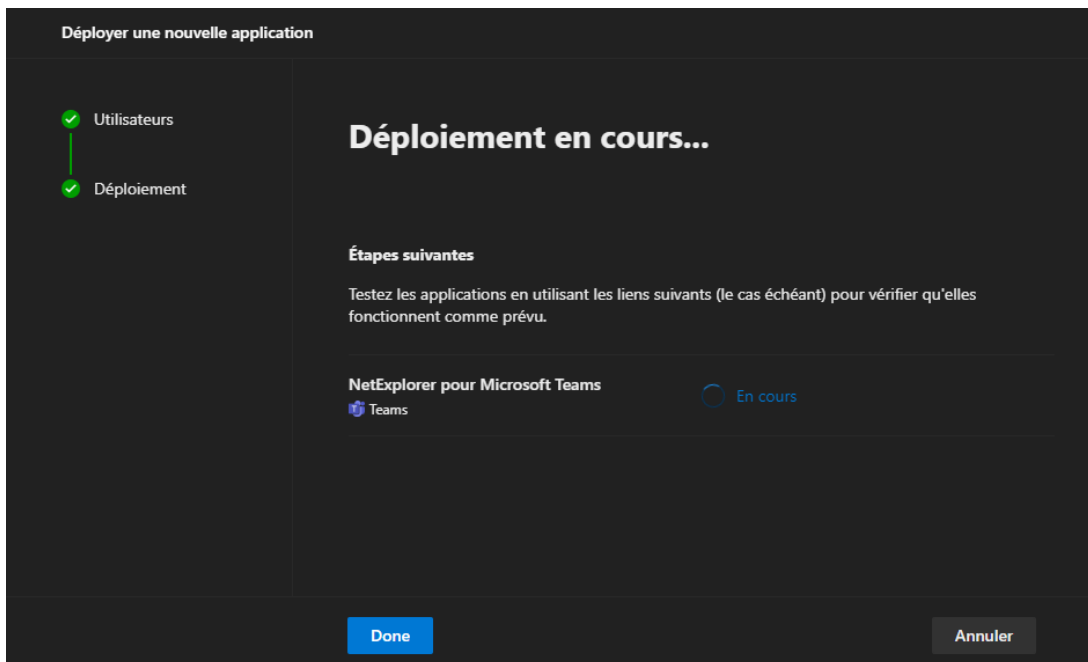 Déployer une nouvelle application
Utilisateurs
Déploiement
Déploiement en cours...
Étapes suivantes
Testez les applications en utilisant les liens suivants (le cas échéant) pour vérifier qu'elles
fonctionnent comme prévu.
NetExplorer pour Microsoft Teams
Teams
En cours
Done
Annuler